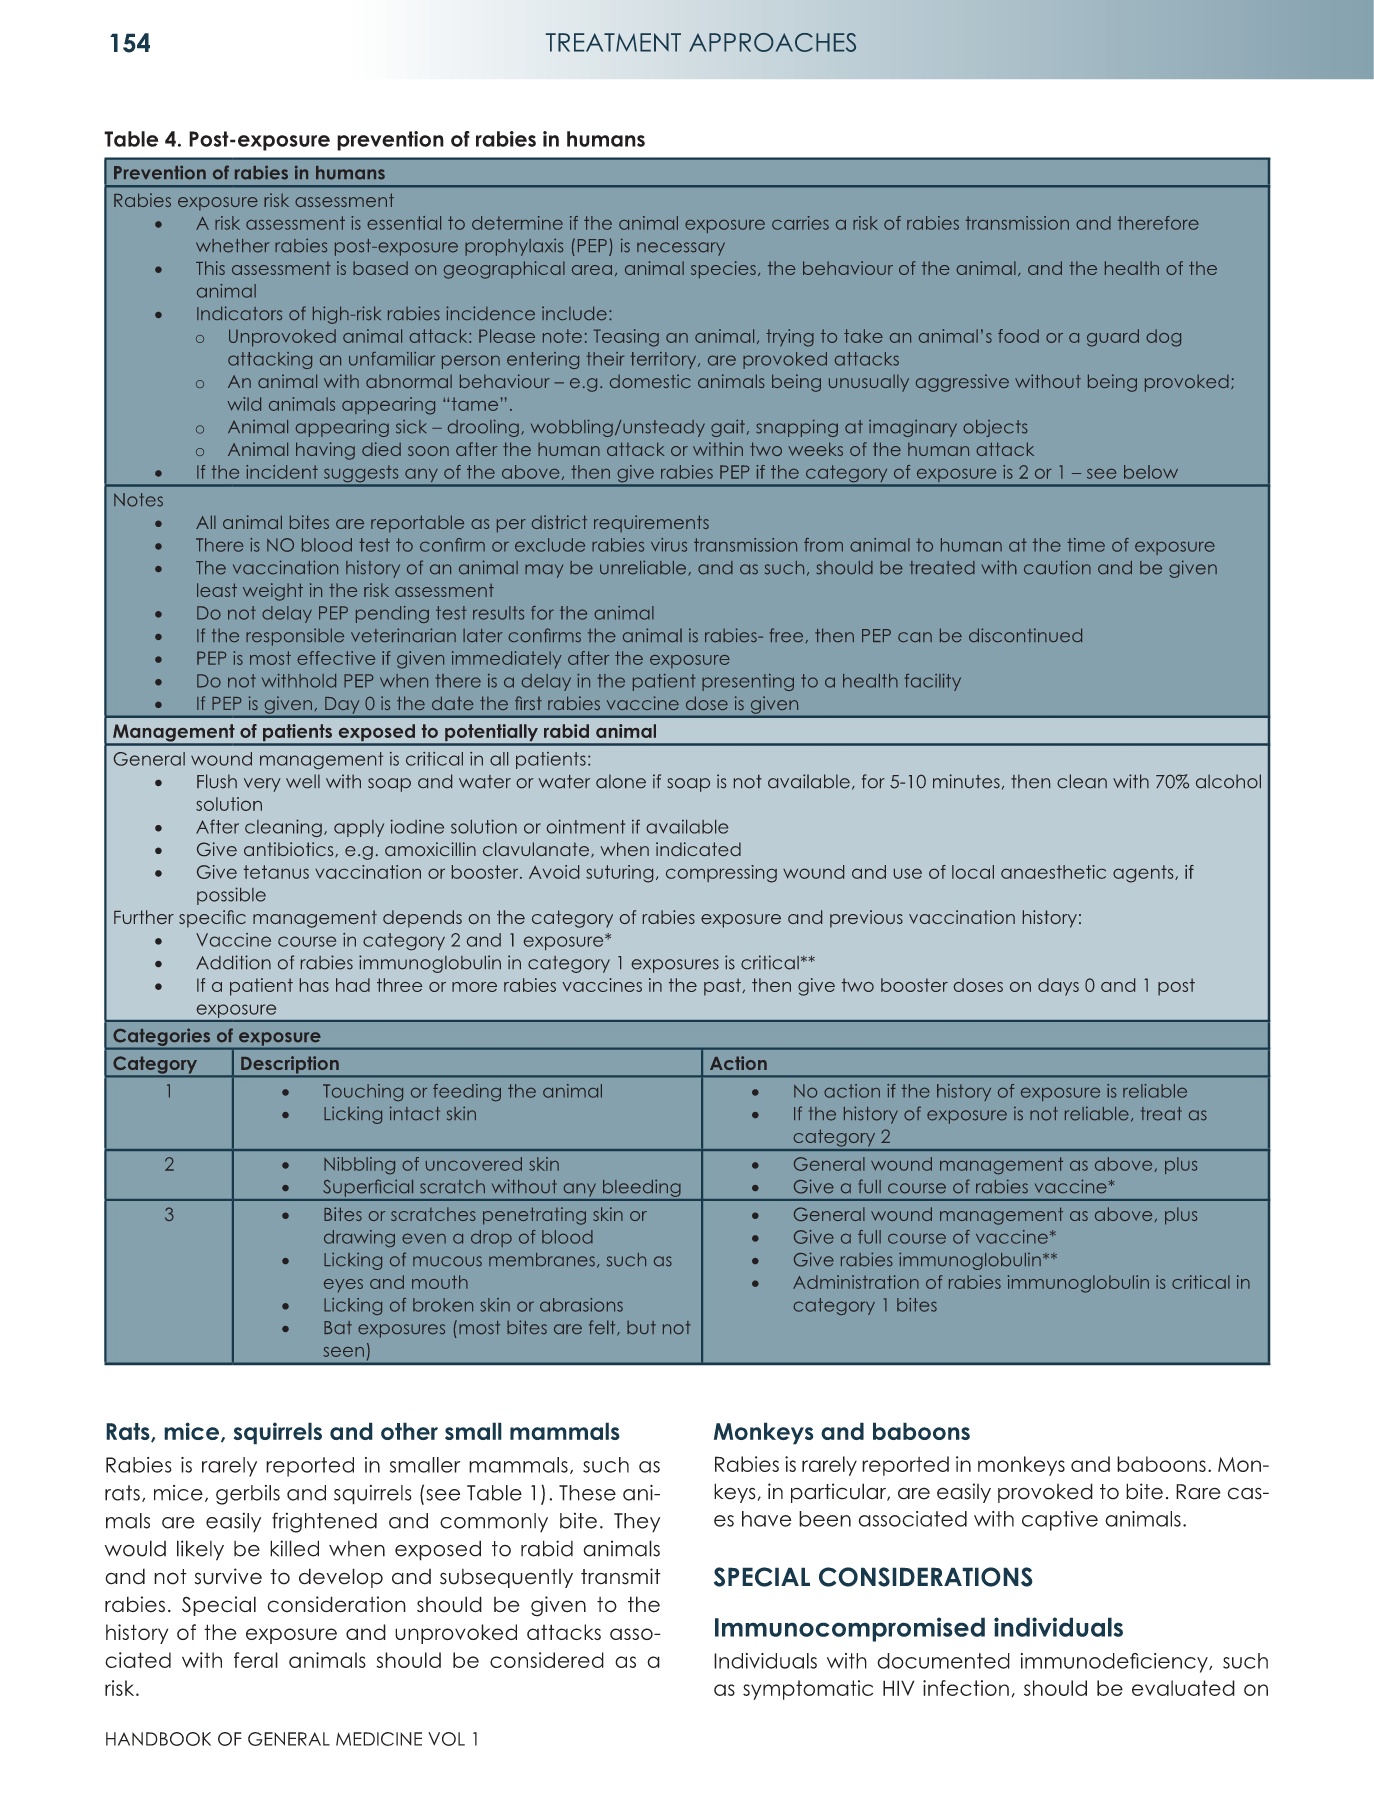 154
TREATMENT APPROACHES
Table 4. Post-exposure prevention of rabies in humans
Prevention of rabies in humans
Rabies exposure risk assessment
• A risk assessment is essential to determine if the animal exposure carries a risk of rabies transmission and therefore
whether rabies post-exposure prophylaxis (PEP) is necessary
• This assessment is based on geographical area, animal species, the behaviour of the animal, and the health of the
animal
• Indicators of high-risk rabies incidence include:
o Unprovoked animal attack: Please note: Teasing an animal, trying to take an animal's food or a guard dog
attacking an unfamiliar person entering their territory, are provoked attacks
o An animal with abnormal behaviour – e.g. domestic animals being unusually aggressive without being provoked;
wild animals appearing "tame".
o Animal appearing sick – drooling, wobbling/unsteady gait, snapping at imaginary objects
o Animal having died soon after the human attack or within two weeks of the human attack
• If the incident suggests any of the above, then give rabies PEP if the category of exposure is 2 or 1 – see below
Notes
• All animal bites are reportable as per district requirements
• There is NO blood test to confirm or exclude rabies virus transmission from animal to human at the time of exposure
• The vaccination history of an animal may be unreliable, and as such, should be treated with caution and be given
least weight in the risk assessment
• Do not delay PEP pending test results for the animal
• If the responsible veterinarian later confirms the animal is rabies- free, then PEP can be discontinued
• PEP is most effective if given immediately after the exposure
• Do not withhold PEP when there is a delay in the patient presenting to a health facility
• If PEP is given, Day 0 is the date the first rabies vaccine dose is given
Management of patients exposed to potentially rabid animal
General wound management is critical in all patients:
• Flush very well with soap and water or water alone if soap is not available, for 5-10 minutes, then clean with 70% alcohol
solution
• After cleaning, apply iodine solution or ointment if available
• Give antibiotics, e.g. amoxicillin clavulanate, when indicated
• Give tetanus vaccination or booster. Avoid suturing, compressing wound and use of local anaesthetic agents, if
possible
Further specific management depends on the category of rabies exposure and previous vaccination history:
• Vaccine course in category 2 and 1 exposure*
• Addition of rabies immunoglobulin in category 1 exposures is critical**
• If a patient has had three or more rabies vaccines in the past, then give two booster doses on days 0 and 1 post
exposure
Categories of exposure
Category Description Action
1
• Touching or feeding the animal
• Licking intact skin
• No action if the history of exposure is reliable
• If the history of exposure is not reliable, treat as
category 2
2
• Nibbling of uncovered skin
• Superficial scratch without any bleeding
• General wound management as above, plus
• Give a full course of rabies vaccine*
3
• Bites or scratches penetrating skin or
drawing even a drop of blood
• Licking of mucous membranes, such as
eyes and mouth
• Licking of broken skin or abrasions
• Bat exposures (most bites are felt, but not
seen)
• General wound management as above, plus
• Give a full course of vaccine*
• Give rabies immunoglobulin**
• Administration of rabies immunoglobulin is critical in
category 1 bites
Rats, mice, squirrels and other small mammals
Rabies is rarely reported in smaller mammals, such as
rats, mice, gerbils and squirrels (see Table 1). These ani-
mals are easily frightened and commonly bite. They
would likely be killed when exposed to rabid animals
and not survive to develop and subsequently transmit
rabies. Special consideration should be given to the
history of the exposure and unprovoked attacks asso-
ciated with feral animals should be considered as a
risk.
Monkeys and baboons
Rabies is rarely reported in monkeys and baboons. Mon-
keys, in particular, are easily provoked to bite. Rare cas-
es have been associated with captive animals.
SPECIAL CONSIDERATIONS
Immunocompromised individuals
Individuals with documented immunodeficiency, such
as symptomatic HIV infection, should be evaluated on
HANDBOOK OF GENERAL MEDICINE VOL 1